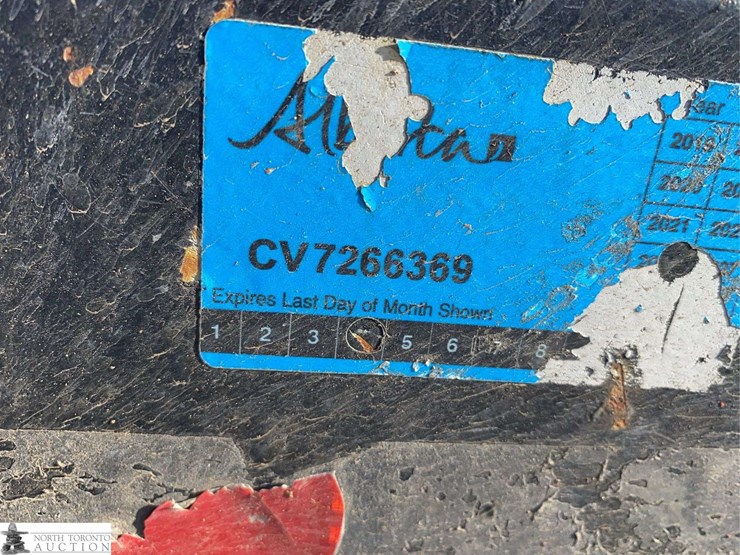 Alberta
Year
2019
2020
2021 202
CV7266369
Expires Last Day of Month Shown
1 2 3 5 6 7 8
NORTH TORONTO
AUCTION